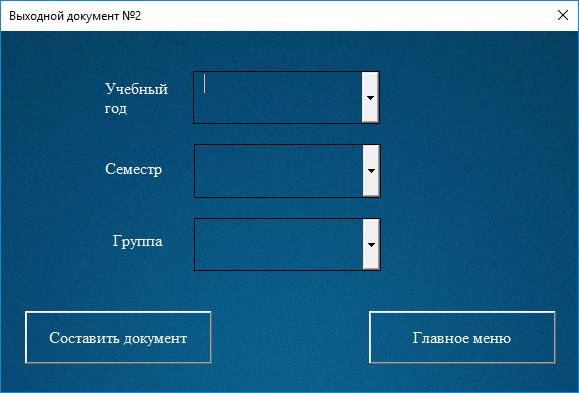 Выходной документ №2
Учебный
год
Семестр
Группа
Составить документ
Главное меню